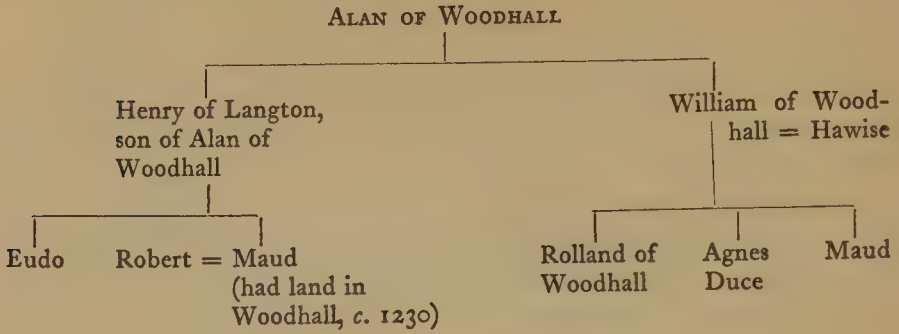 ALAN OF WOODHALL
Henry of Langton,
son of Alan of
Woodhall
William of Wood-
hall = Hawise
Eudo
Robert = Maud
(had land in
Woodhall, c. 1230)
Rolland of
Woodhall
Agnes
Duce
Maud